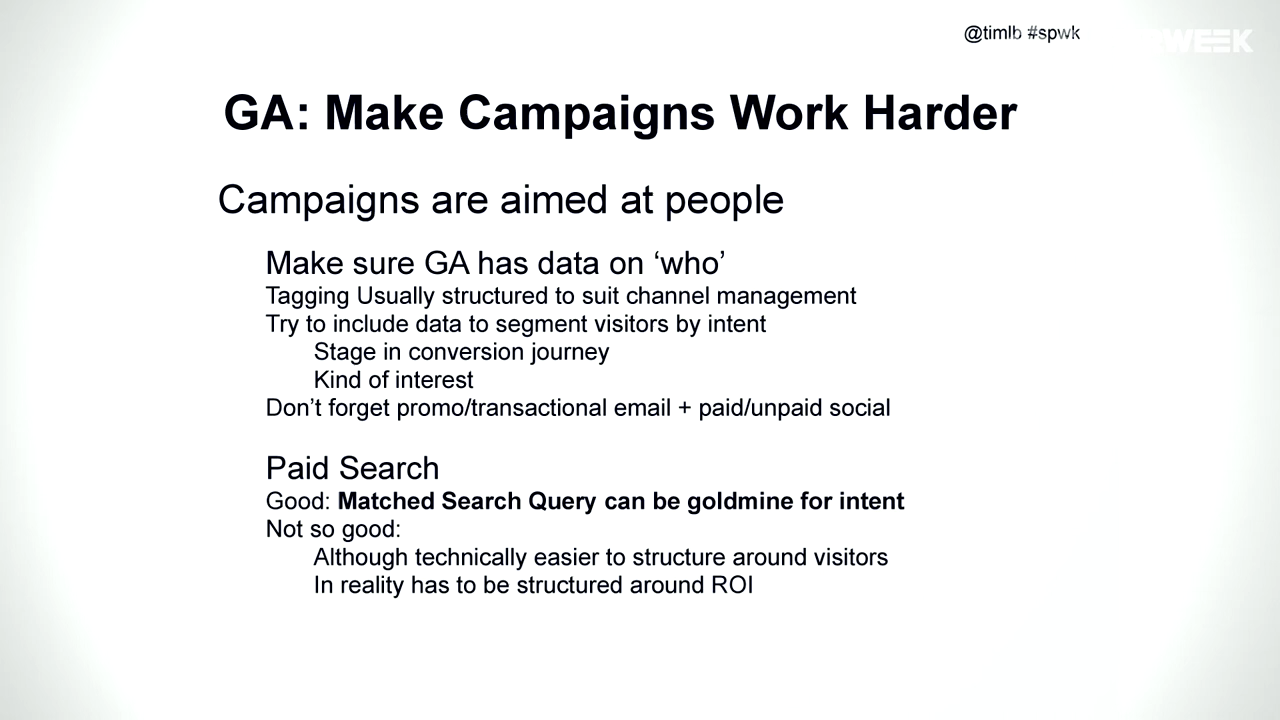 @timlb #spwk
WEEK
GA: Make Campaigns Work Harder
Campaigns are aimed at people
Make sure GA has data on ‘who’
Tagging Usually structured to suit channel management
Try to include data to segment visitors by intent
Stage in conversion journey
Kind of interest
Don’t forget promo/transactional email + paid/unpaid social
Paid Search
Good: Matched Search Query can be goldmine for intent
Not so good:
Although technically easier to structure around visitors
In reality has to be structured around ROI